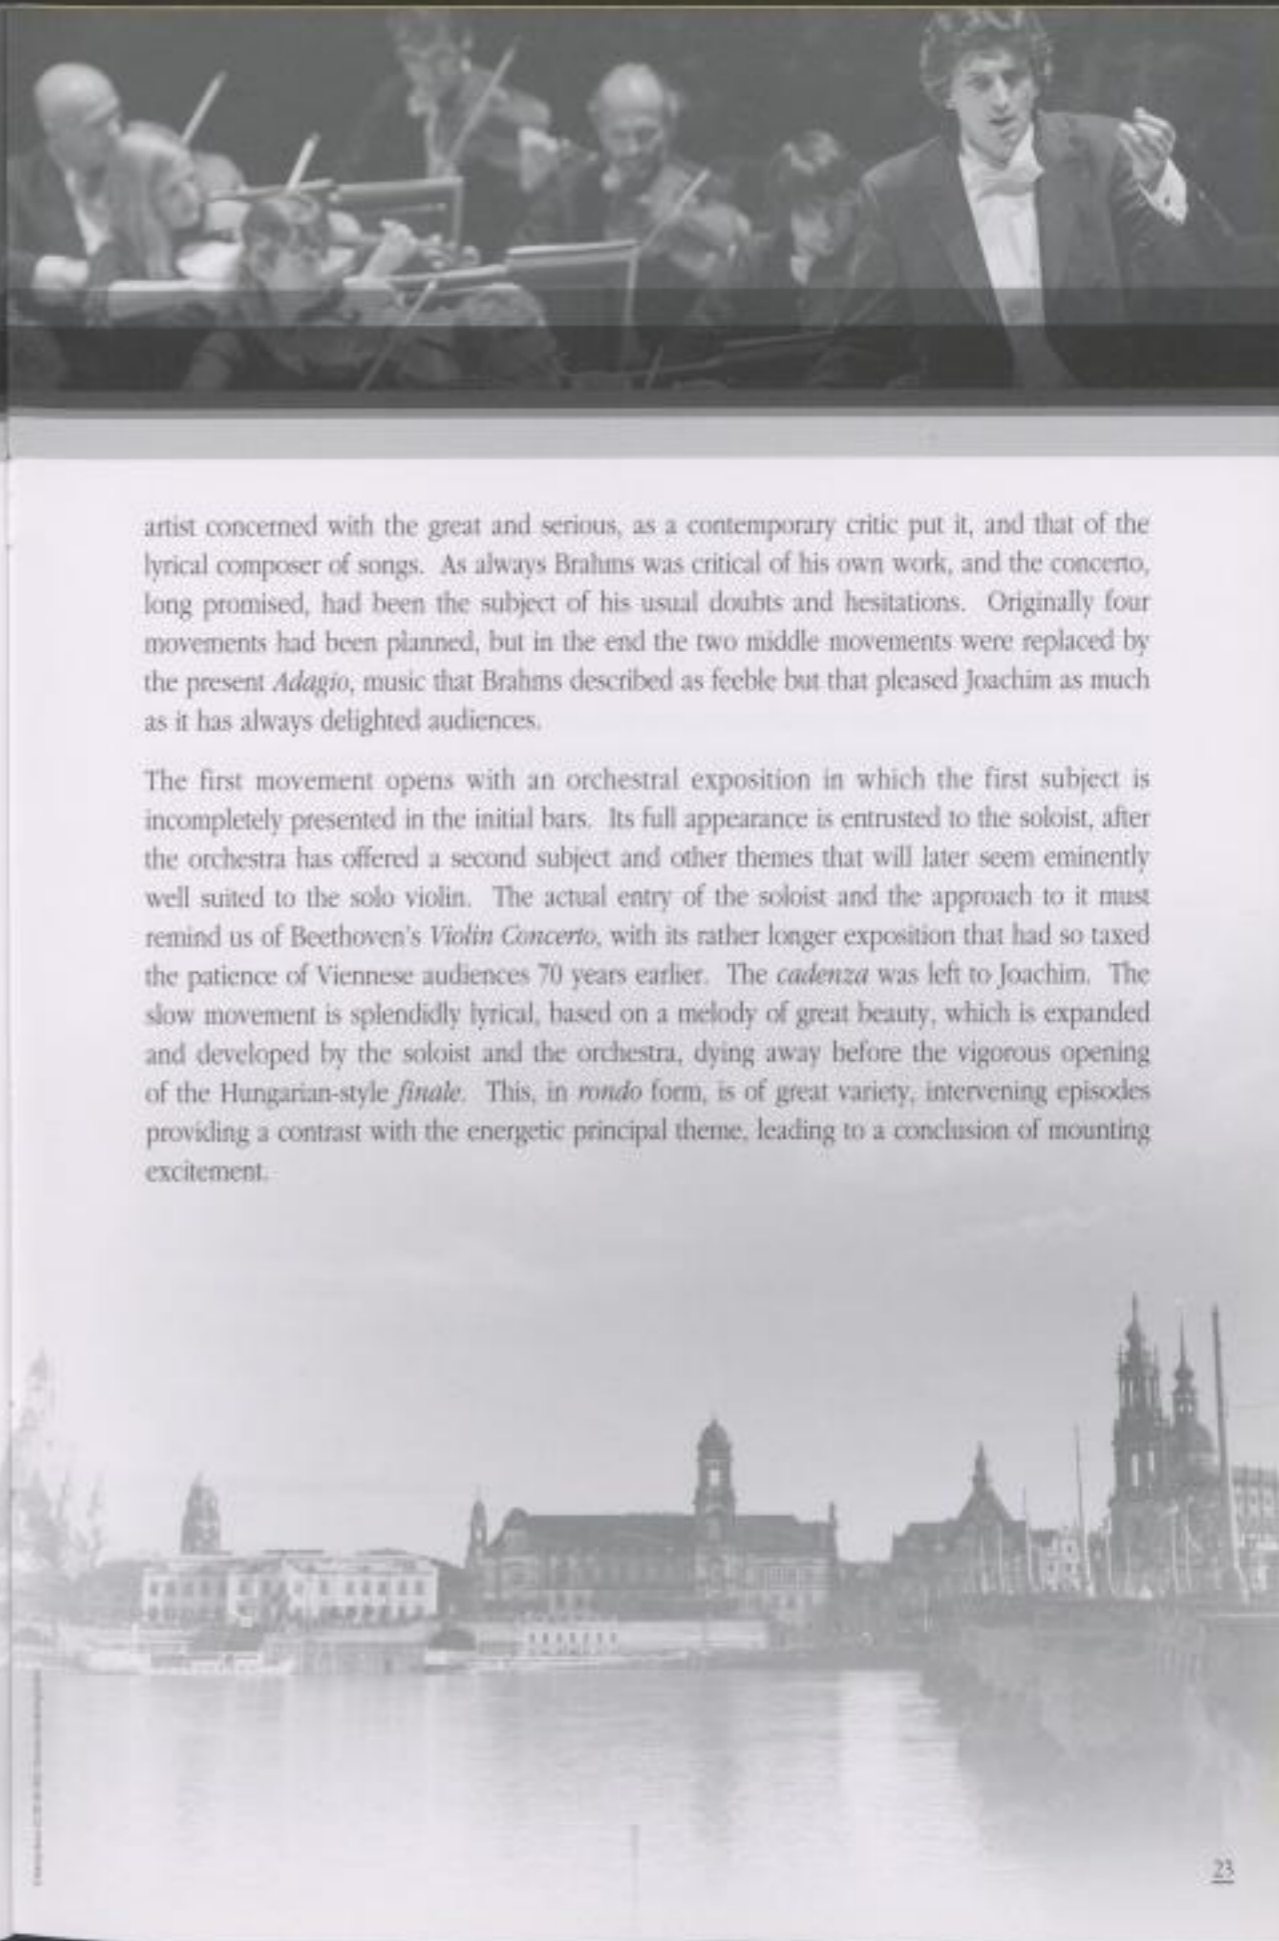 artist concerned with the great and serious, as a contemporary critic put it, and that of the
lyrical composer of songs. As always Brahms was critical of his own work, and the concerto,
long promised, had been the subject of his usual doubts and hesitations. Originally four
movements had been planned, but in the end the two middle movements were replaced by
the present Adagio, music that Brahms described as feeble but that pleased Joachim as much
as it has always delighted audiences.
The first movement opens with an orchestral exposition in which the first subject is
incompletely presented in the initial bars. Its full appearance is entrusted to the soloist, after
the orchestra has offered a second subject and other themes that will later seem eminently
well suited to the solo violin. The actual entry of the soloist and the approach to it must
remind us of Beethoven's Violin Concerto, with its rather longer exposition that had so taxed
the patience of Viennese audiences 70 years earlier. The cadenza was left to Joachim. The
slow movement is splendidly lyrical, based on a melody of great beauty, which is expanded
and developed by the soloist and the orchestra, dying away before the vigorous opening
of the Hungarian-style finale. This, in rondo form, is of great variety, intervening episodes
providing a contrast with the energetic principal theme, leading to a conclusion of mounting
excitement.
23